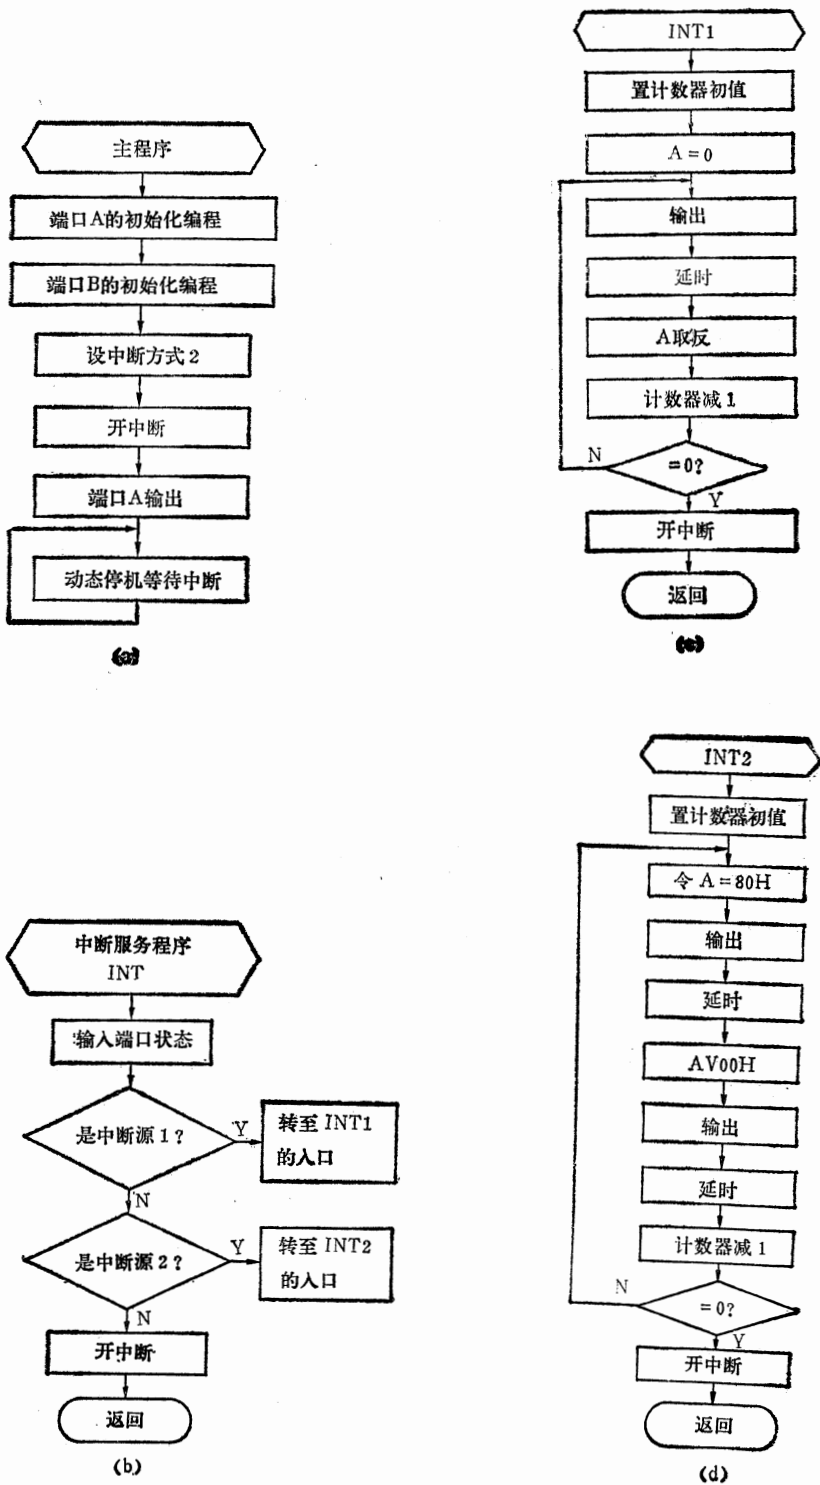 主程序
端口A的初始化编程
端口B的初始化编程
设中断方式2
开中断
端口A输出
动态停机等待中断
(a)
INT1
置计数器初值
A=0
输出
延时
A取反
计数器减1
=0?
N
Y
开中断
返回
(c)
中断服务程序
INT
输入端口状态
是中断源1?
Y
转至INT1
的入口
N
是中断源2?
Y
转至INT2
的入口
N
开中断
返回
(b)
INT2
置计数器初值
令A=80H
输出
延时
AV00H
输出
延时
计数器减1
N
=0?
Y
开中断
返回
(d)